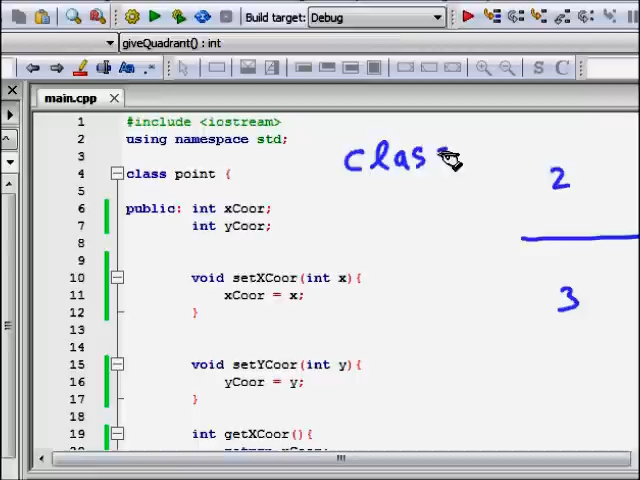 Build target: Debug
giveQuadrant() : int
main.cpp
1 #include <iostream>
2 using namespace std;
3
4 class point {
5
6 public: int xCoor;
7 int yCoor;
8
9
10 void setXCoor(int x){
11 xCoor = x;
12 }
13
14
15 void setYCoor(int y){
16 yCoor = y;
17 }
18
19 int getXCoor(){
clas
2
3